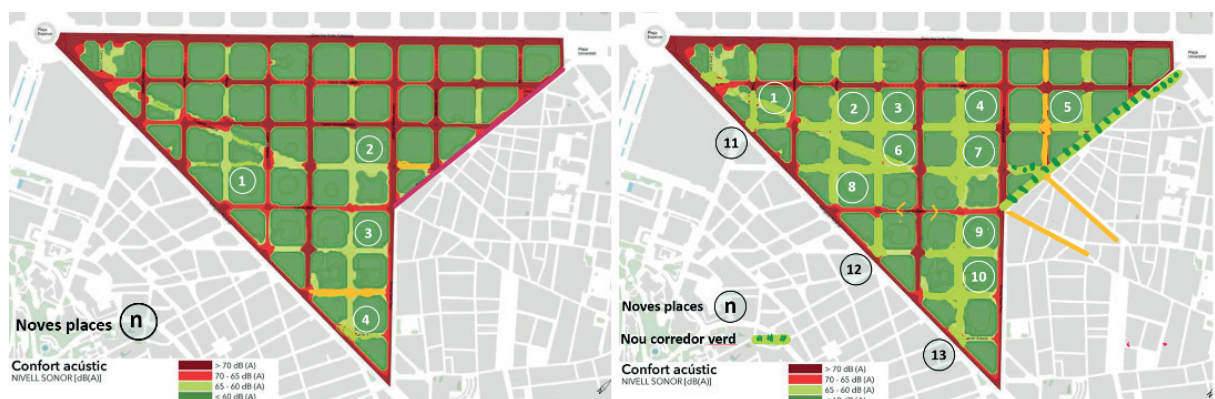 Plaça
Espanya
Plaça
Universitat
1
2
3
4
Noves places n
Confort acústic
NIVELL SONOR [dB(A)]
> 70 dB (A)
70 - 65 dB (A)
65 - 60 dB (A)
< 60 dB (A)
Plaça
Espanya
Plaça
Universitat
1
2
3
4
5
6
7
8
9
10
11
12
13
Noves places n
Nou corredor verd
Confort acústic
NIVELL SONOR [dB(A)]
> 70 dB (A)
70 - 65 dB (A)
65 - 60 dB (A)